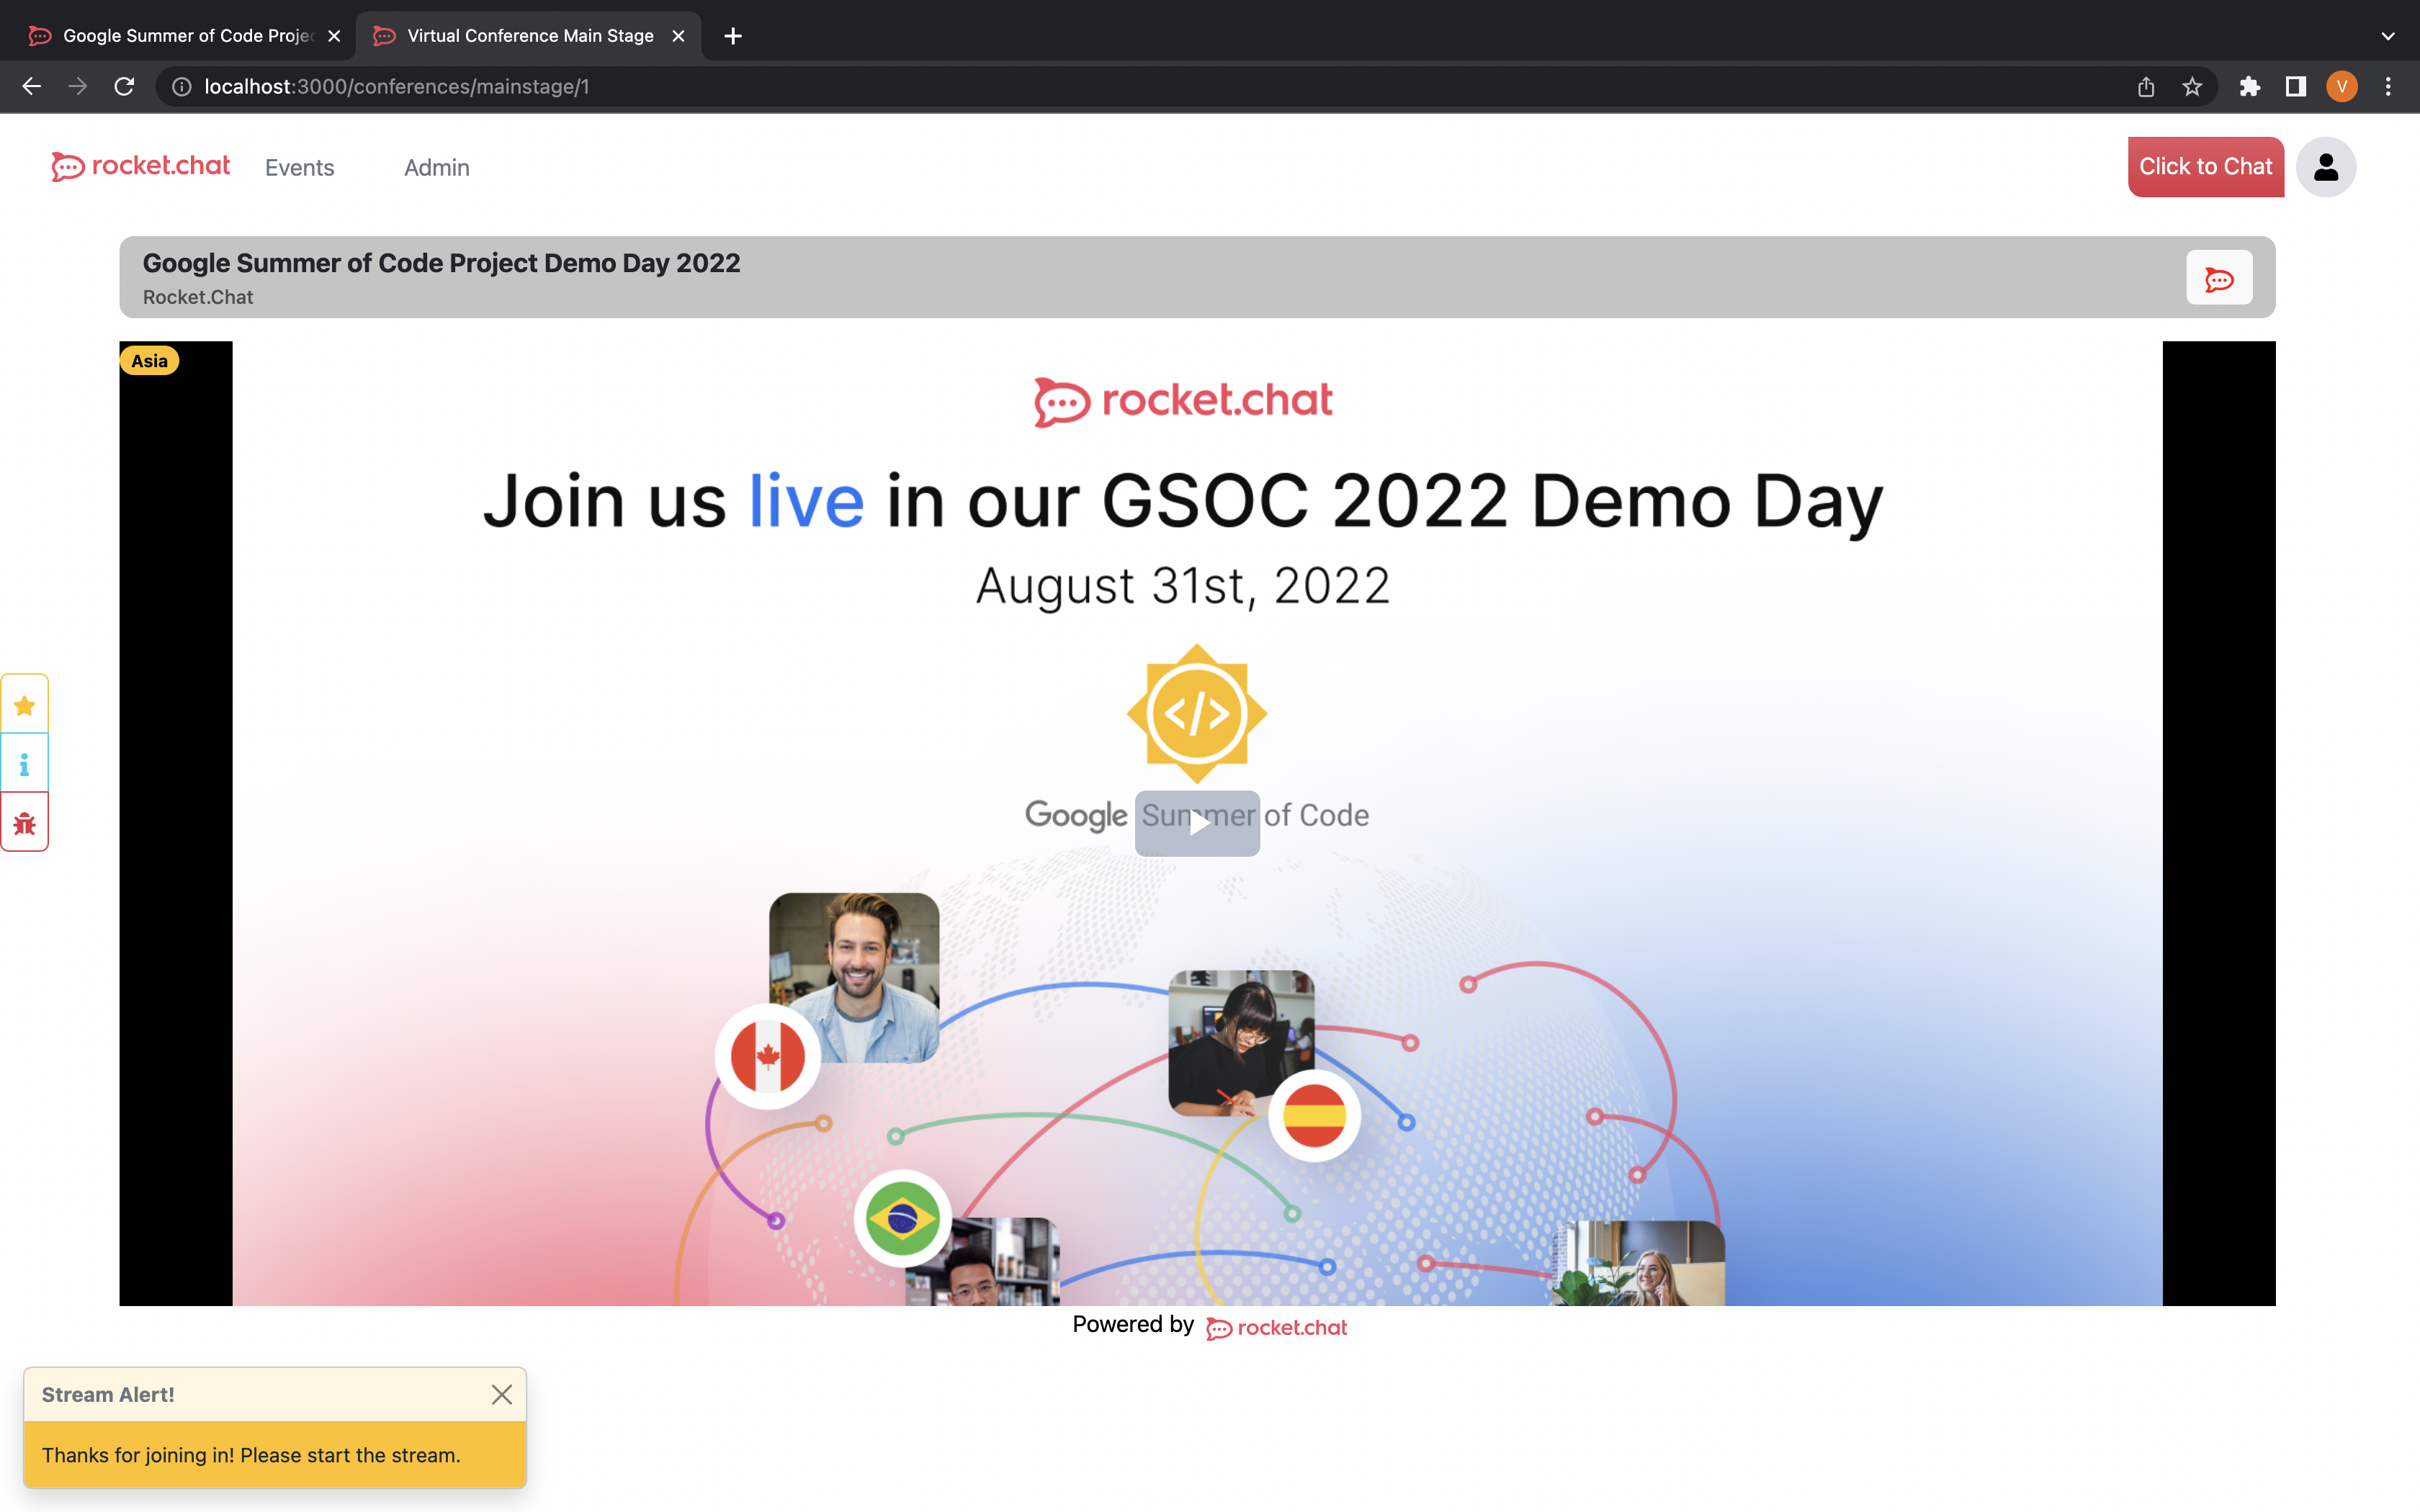 Google Summer of Code Proje
Virtual Conference Main Stage
localhost:3000/conferences/mainstage/1
V
rocket.chat
Events
Admin
Click to Chat
Google Summer of Code Project Demo Day 2022
Rocket.Chat
Asia
rocket.chat
Join us live in our GSOC 2022 Demo Day
August 31st, 2022
Google Summer of Code
Powered by rocket.chat
Stream Alert!
Thanks for joining in! Please start the stream.